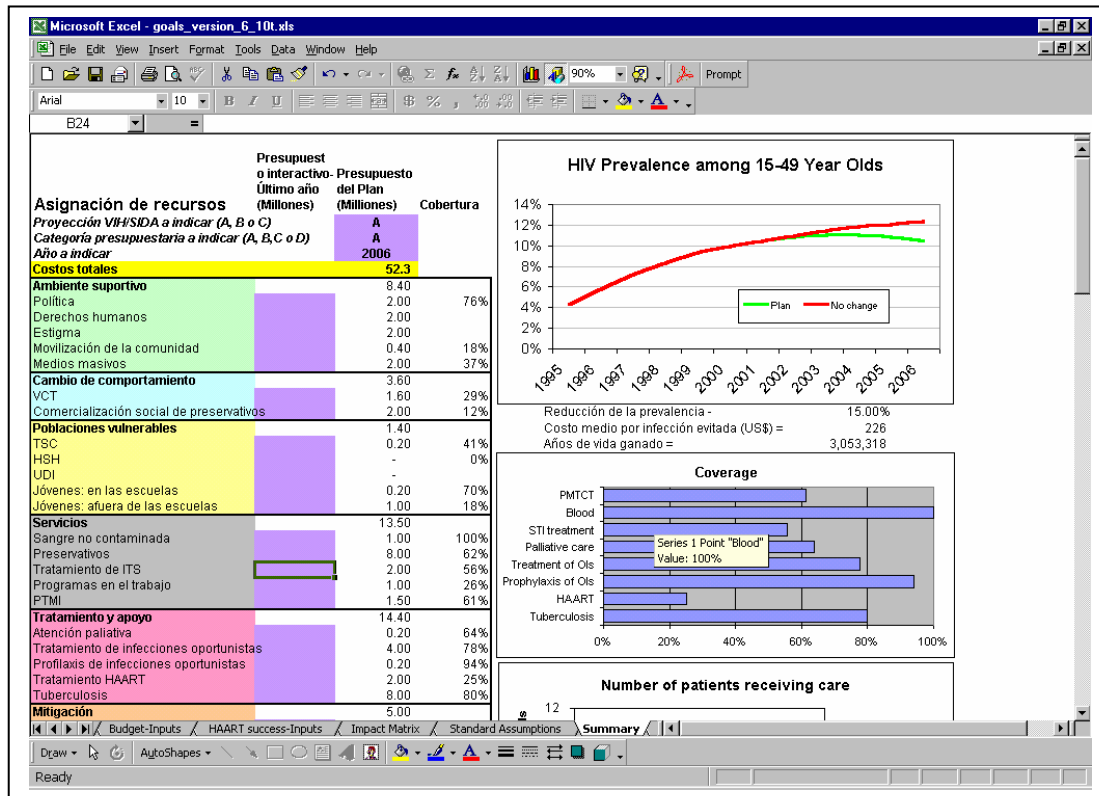 Microsoft Excel - goals_version_6_10t.xls
File Edit View Insert Format Tools Data Window Help
90% Prompt
Arial 10 B I U $ % ,
B24 =
Presupuest
o interactivo- Presupuesto
Último año del Plan
Asignación de recursos (Millones) (Millones) Cobertura
Proyección VIH/SIDA a indicar (A, B o C) A
Categoría presupuestaria a indicar (A, B,C o D) A
Año a indicar 2006
Costos totales 52.3
Ambiente suportivo 8.40
Política 2.00 76%
Derechos humanos 2.00
Estigma 2.00
Movilización de la comunidad 0.40 18%
Medios masivos 2.00 37%
Cambio de comportamiento 3.60
VCT 1.60 29%
Comercialización social de preservativos 2.00 12%
Poblaciones vulnerables 1.40
TSC 0.20 41%
HSH - 0%
UDI -
Jóvenes: en las escuelas 0.20 70%
Jóvenes: afuera de las escuelas 1.00 18%
Servicios 13.50
Sangre no contaminada 1.00 100%
Preservativos 8.00 62%
Tratamiento de ITS 2.00 56%
Programas en el trabajo 1.00 26%
PTMI 1.50 61%
Tratamiento y apoyo 14.40
Atención paliativa 0.20 64%
Tratamiento de infecciones oportunistas 4.00 78%
Profilaxis de infecciones oportunistas 0.20 94%
Tratamiento HAART 2.00 25%
Tuberculosis 8.00 80%
Mitigación 5.00
HIV Prevalence among 15-49 Year Olds
14%
12%
10%
8%
6%
4%
2%
0%
Plan No change
1995 1996 1997 1998 1999 2000 2001 2002 2003 2004 2005 2006
Reducción de la prevalencia - 15.00%
Costo medio por infección evitada (US$) = 226
Años de vida ganado = 3,053,318
Coverage
PMTCT
Blood
STI treatment
Palliative care
Treatment of OIs
Prophylaxis of OIs
HAART
Tuberculosis
Series 1 Point "Blood"
Value: 100%
0% 20% 40% 60% 80% 100%
Number of patients receiving care
12
Budget-Inputs HAART success-Inputs Impact Matrix Standard Assumptions Summary
Draw AutoShapes
Ready